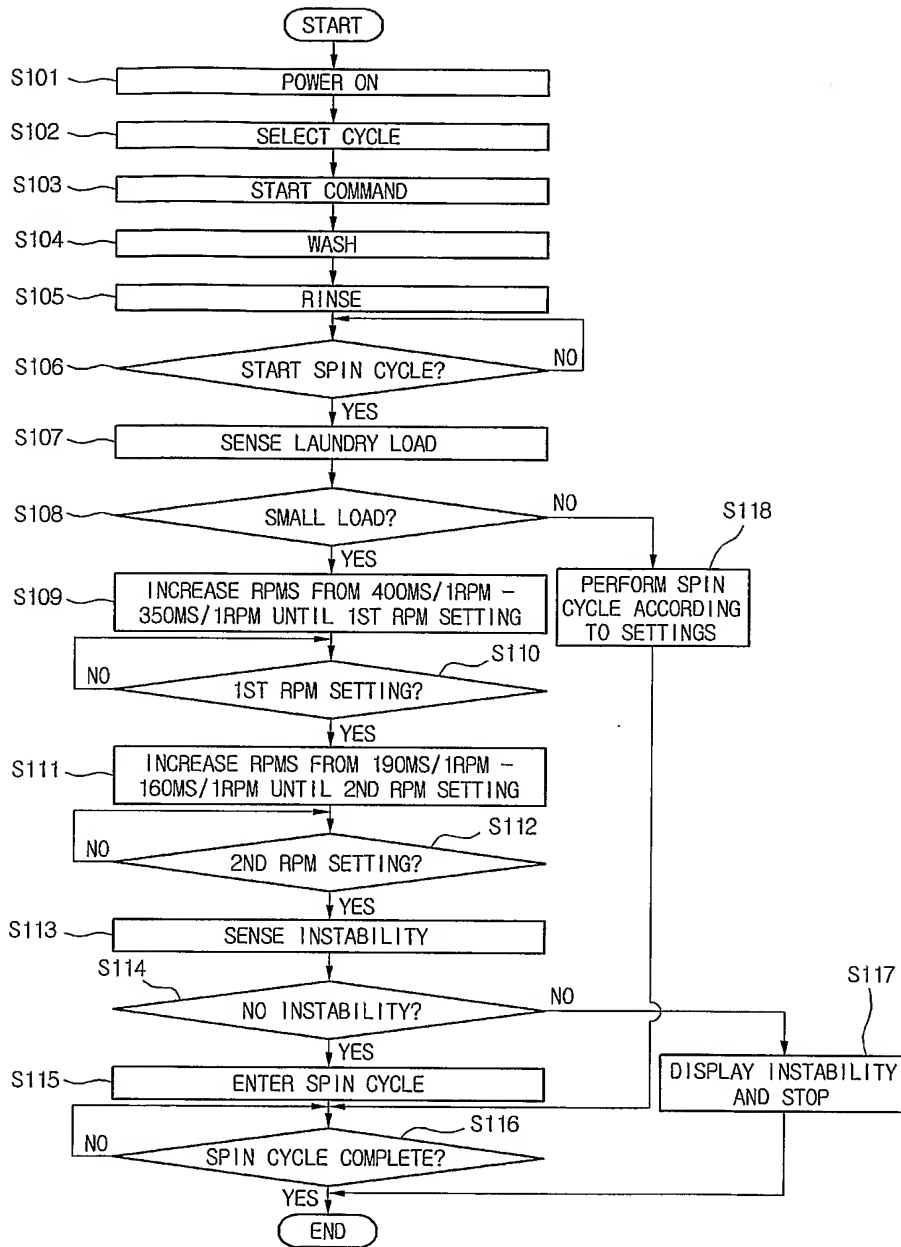 START
S101
POWER ON
S102
SELECT CYCLE
S103
START COMMAND
S104
WASH
S105
RINSE
S106
START SPIN CYCLE?
NO
YES
S107
SENSE LAUNDRY LOAD
S108
SMALL LOAD?
NO
YES
S118
PERFORM SPIN
CYCLE ACCORDING
TO SETTINGS
S109
INCREASE RPMS FROM 400MS/1RPM -
350MS/1RPM UNTIL 1ST RPM SETTING
S110
NO
1ST RPM SETTING?
YES
S111
INCREASE RPMS FROM 190MS/1RPM -
160MS/1RPM UNTIL 2ND RPM SETTING
S112
NO
2ND RPM SETTING?
YES
S113
SENSE INSTABILITY
S114
NO INSTABILITY?
NO
YES
S117
DISPLAY INSTABILITY
AND STOP
S115
ENTER SPIN CYCLE
S116
NO
SPIN CYCLE COMPLETE?
YES
END